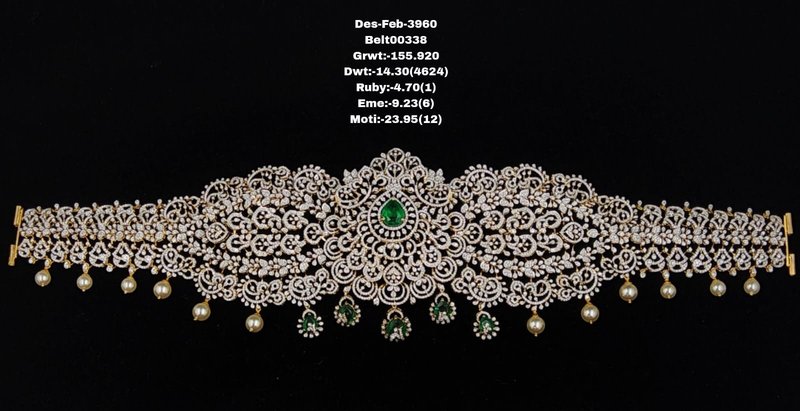 Des-Feb-3960
Belt00338
Grwt:-155.920
Dwt:-14.30(4624)
Ruby:-4.70(1)
Eme:-9.23(6)
Moti:-23.95(12)